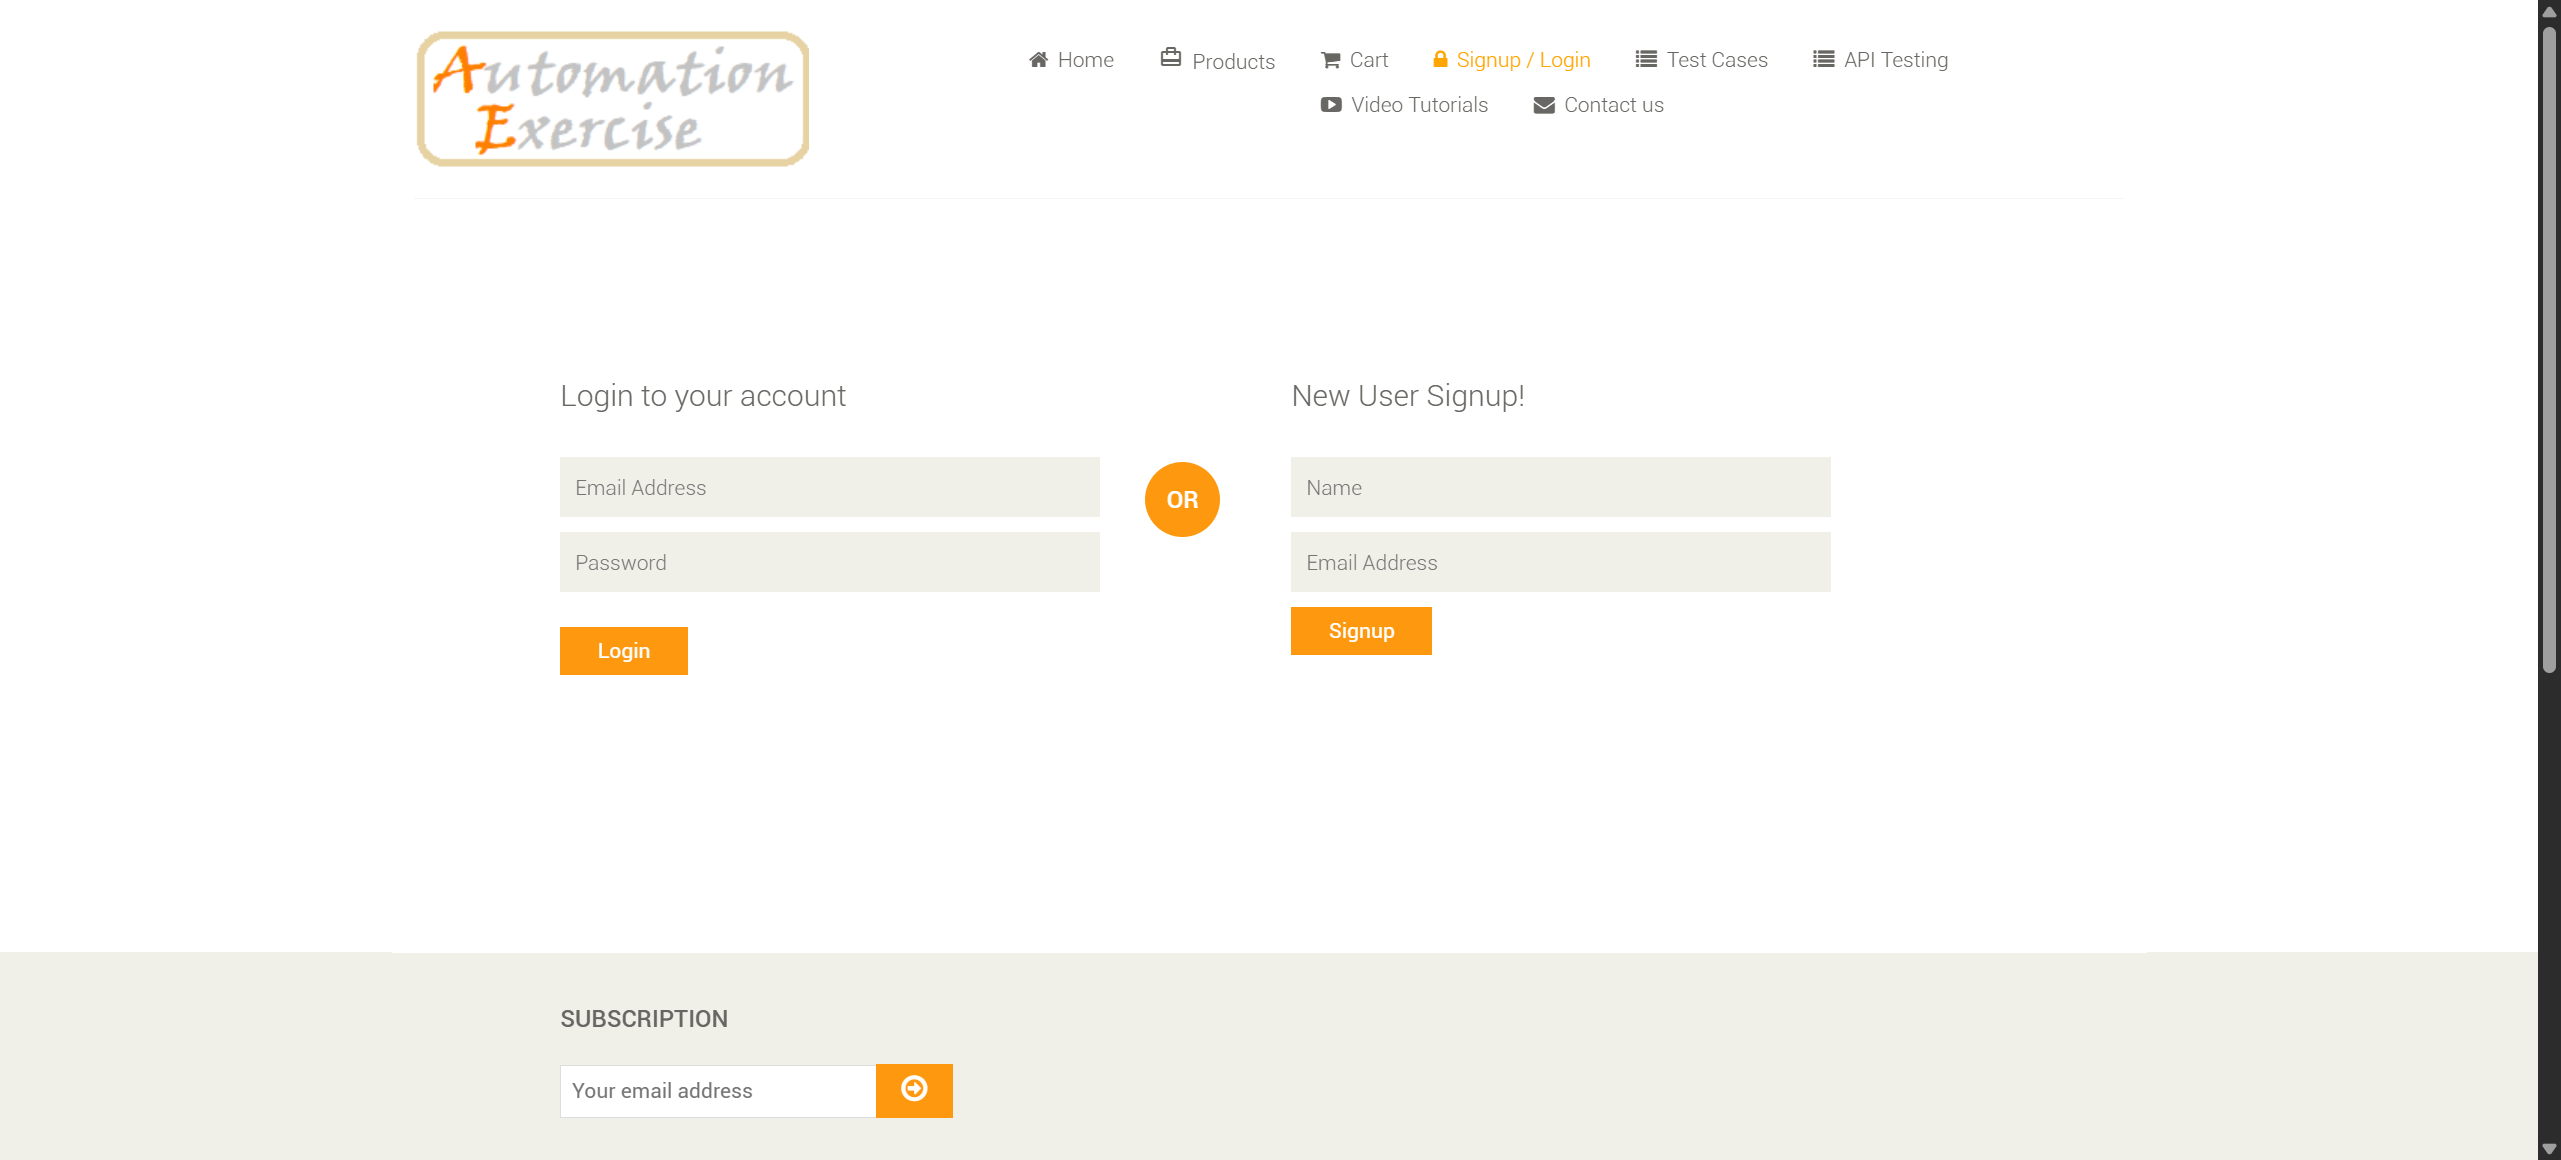 Automation
Exercise
Home
Products
Cart
Signup / Login
Test Cases
API Testing
Video Tutorials
Contact us
Login to your account
Email Address
Password
Login
OR
New User Signup!
Name
Email Address
Signup
SUBSCRIPTION
Your email address